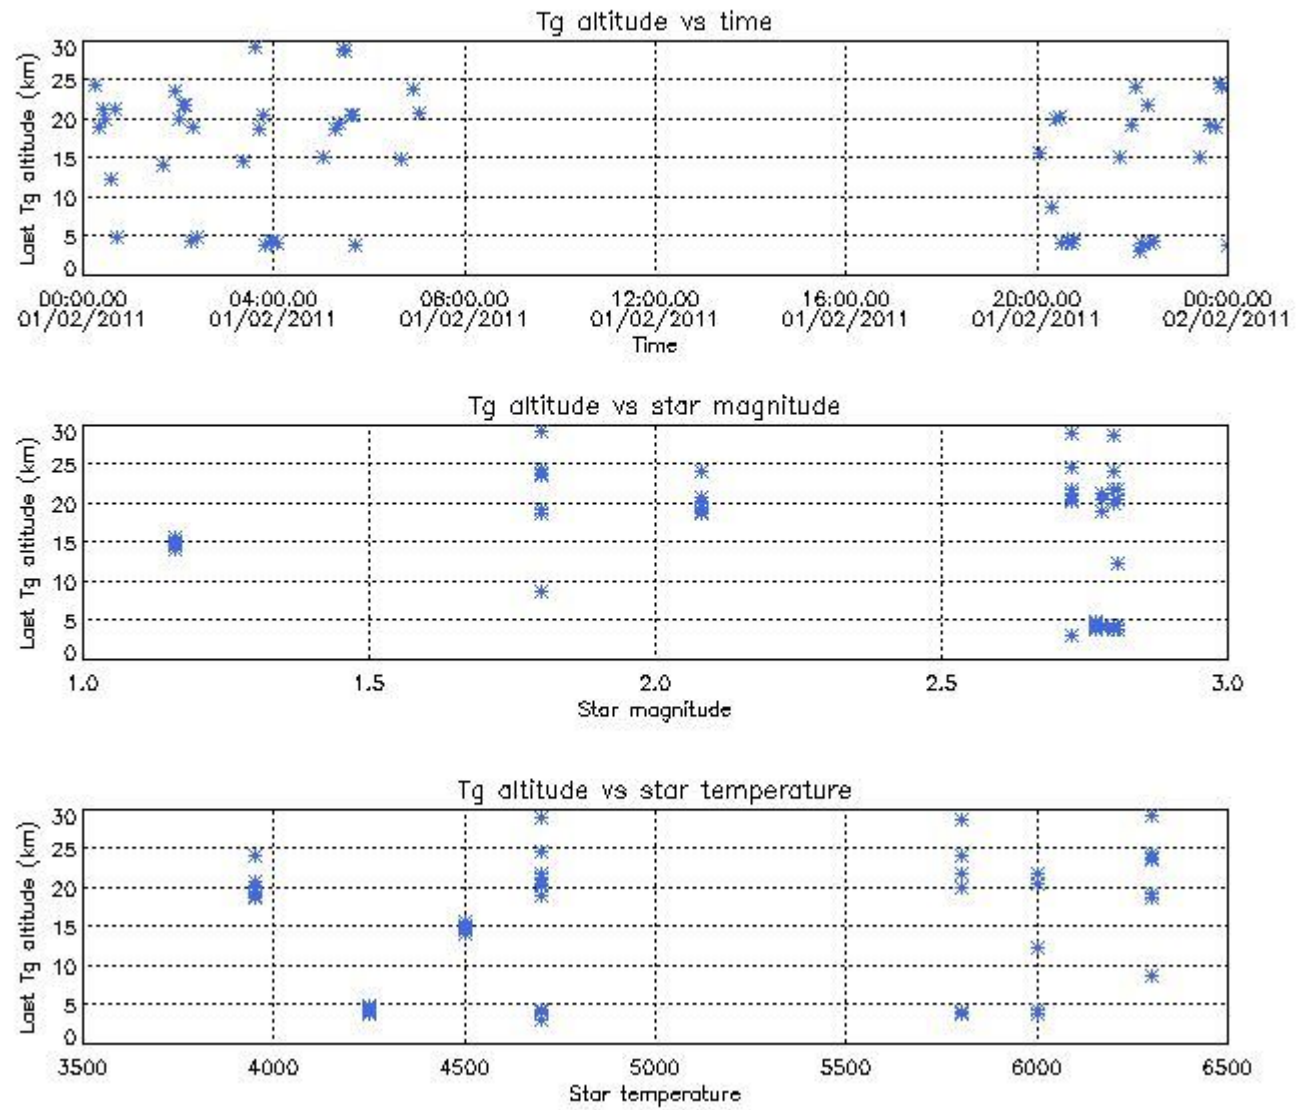 Tg altitude vs time
Last Tg altitude (km)
30
25
20
15
10
5
0
00:00.00 04:00.00 08:00.00 12:00.00 16:00.00 20:00.00 00:00.00
01/02/2011 01/02/2011 01/02/2011 01/02/2011 01/02/2011 01/02/2011 02/02/2011
Time
Tg altitude vs star magnitude
Last Tg altitude (km)
30
25
20
15
10
5
0
1.0 1.5 2.0 2.5 3.0
Star magnitude
Tg altitude vs star temperature
Last Tg altitude (km)
30
25
20
15
10
5
0
3500 4000 4500 5000 5500 6000 6500
Star temperature